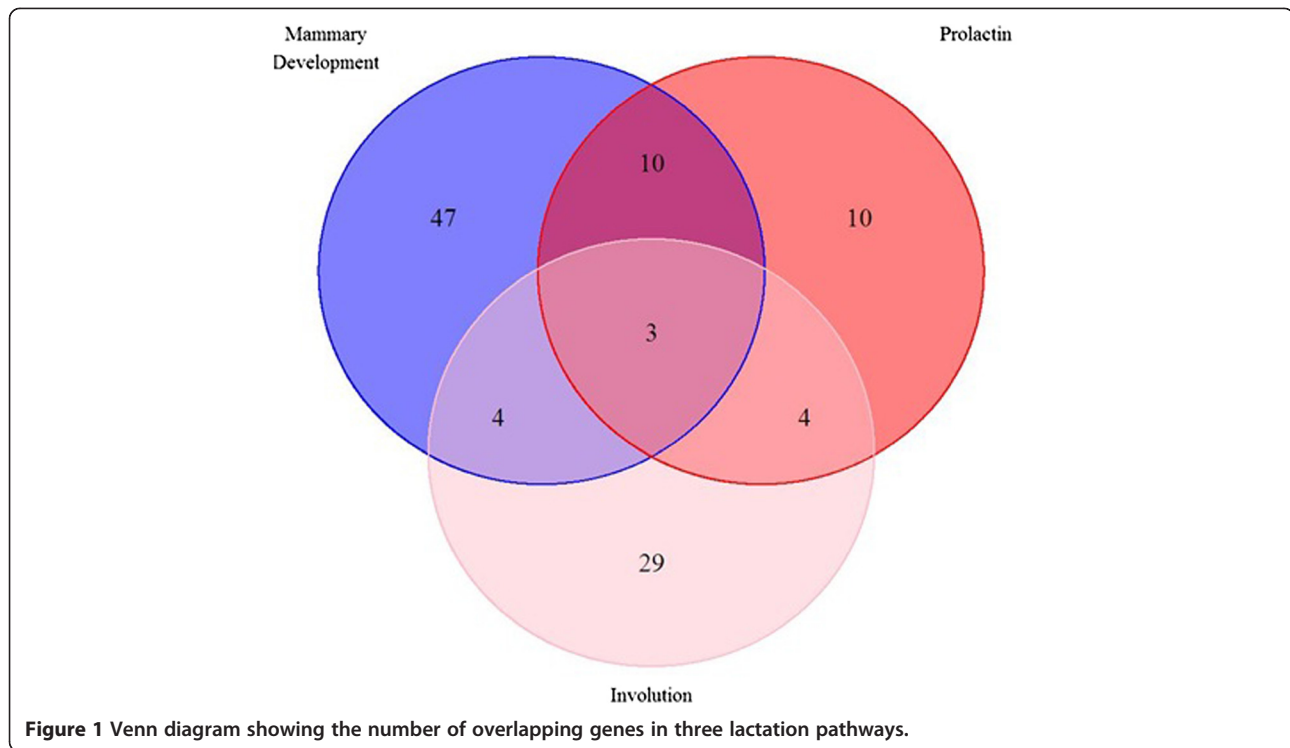 Mammary
Development
Prolactin
10
47
10
3
4
4
29
Involution
Figure 1 Venn diagram showing the number of overlapping genes in three lactation pathways.